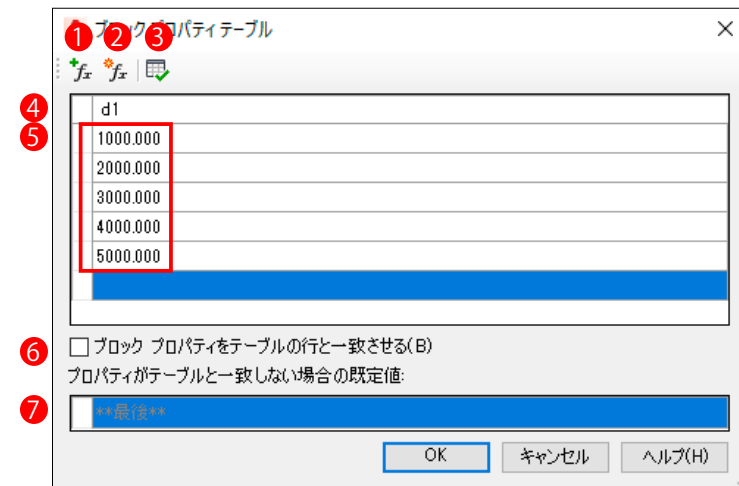 ブロック プロパティ テーブル
1 2 3
fx fx
4 d1
5 1000.000
2000.000
3000.000
4000.000
5000.000
6 ブロック プロパティをテーブルの行と一致させる(B)
プロパティがテーブルと一致しない場合の既定値:
7 **最後**
OK キャンセル ヘルプ(H)